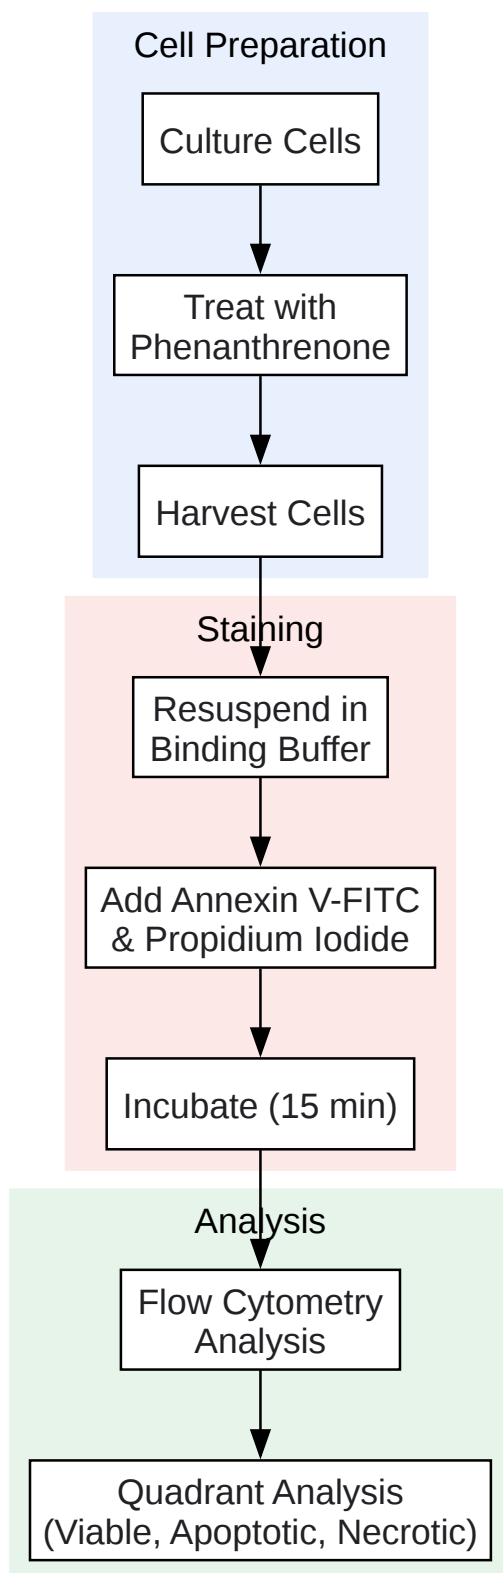 Cell Preparation
Culture Cells
Treat with
Phenanthrenone
Harvest Cells
Staining
Resuspend in
Binding Buffer
Add Annexin V-FITC
& Propidium Iodide
Incubate (15 min)
Analysis
Flow Cytometry
Analysis
Quadrant Analysis
(Viable, Apoptotic, Necrotic)